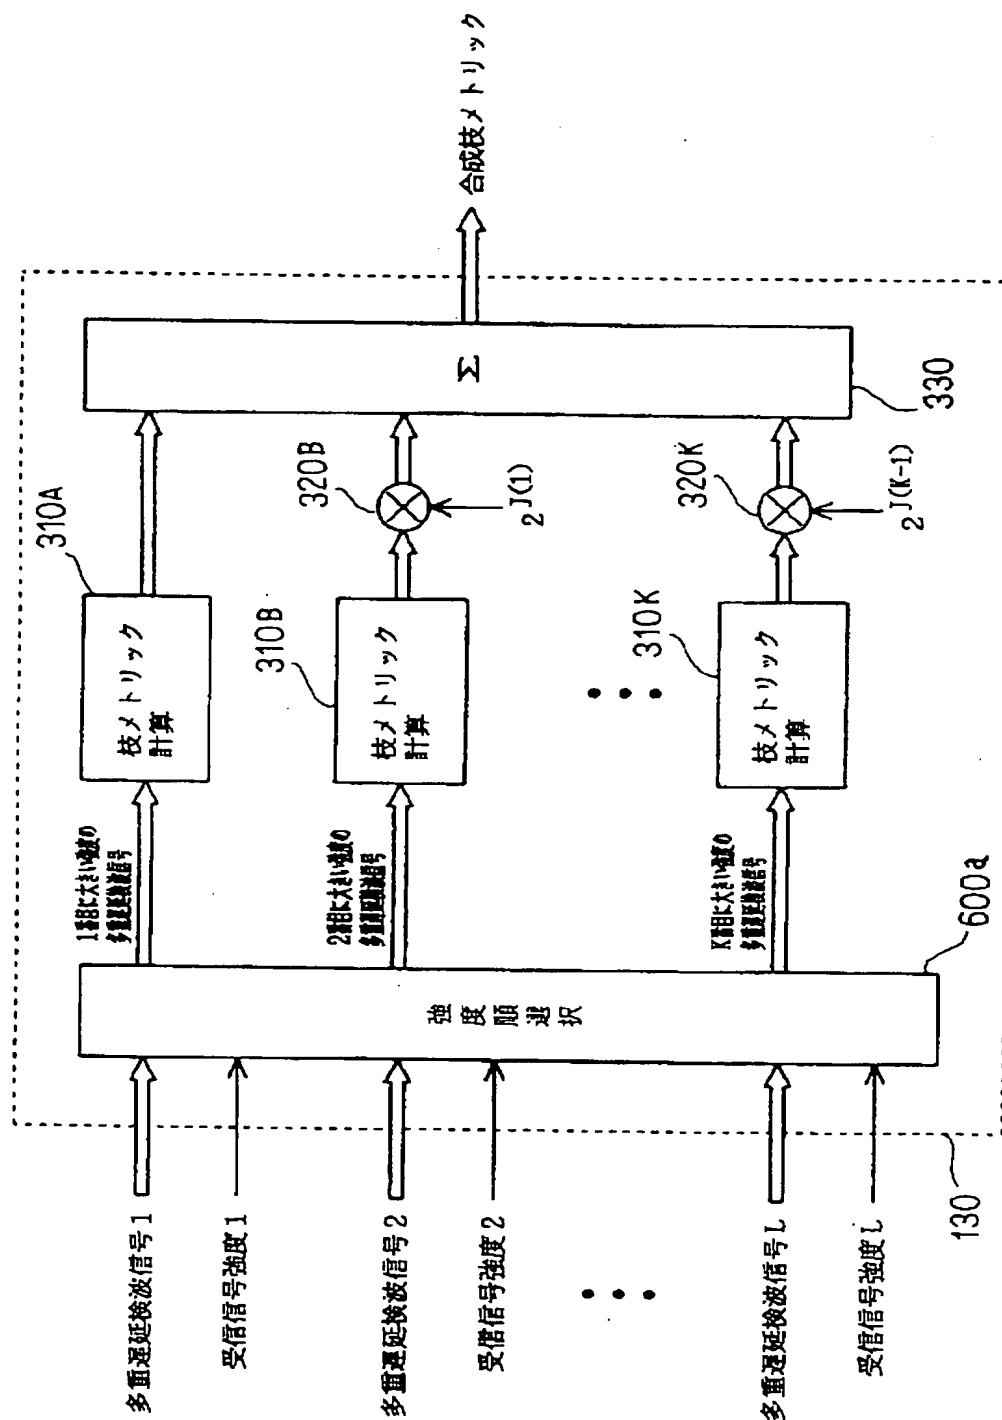 多重遅延検波信号1
受信信号強度1
多重遅延検波信号2
受信信号強度2
多重遅延検波信号L
受信信号強度L
130
強度順選択
600a
1番目に大きい強度の
多重遅延検波信号
2番目に大きい強度の
多重遅延検波信号
K番目に大きい強度の
多重遅延検波信号
枝メトリック
計算
310A
枝メトリック
計算
310B
枝メトリック
計算
310K
320B
2^J(1)
320K
2^J(K-1)
Σ
330
合成枝メトリック